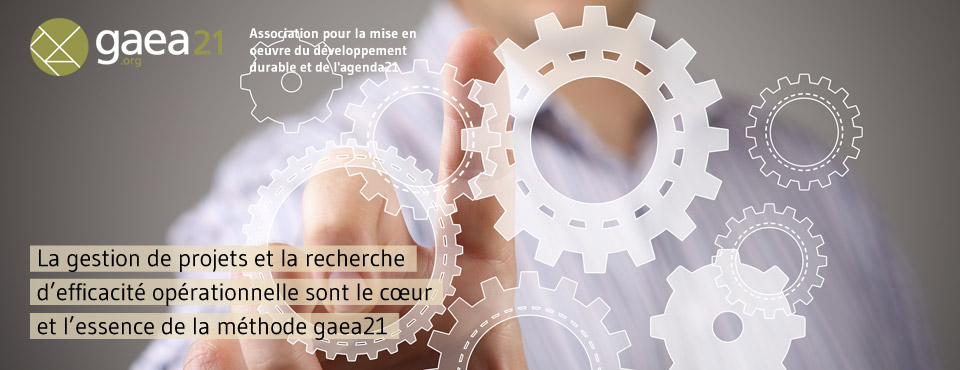 gaea21
.org
Association pour la mise en
oeuvre du développement
durable et de l'agenda21
La gestion de projets et la recherche
d’efficacité opérationnelle sont le cœur
et l’essence de la méthode gaea21